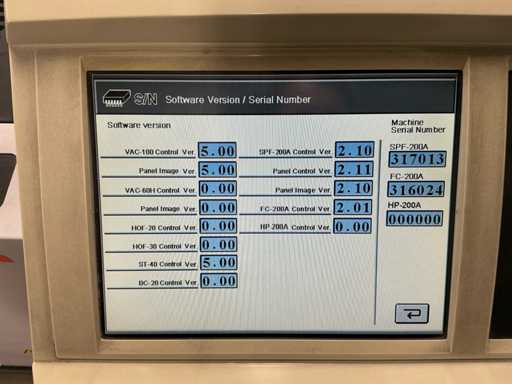 S/N Software Version / Serial Number
Software version
VAC-100 Control Ver. 5.00
Panel Image Ver. 5.00
VAC-60H Control Ver. 0.00
Panel Image Ver. 0.00
HOF-20 Control Ver. 0.00
HOF-30 Control Ver. 0.00
ST-40 Control Ver. 5.00
BC-20 Control Ver. 0.00
SPF-200A Control Ver. 2.10
Panel Control Ver. 2.11
Panel Image Ver. 2.10
FC-200A Control Ver. 2.01
HP-200A Control Ver. 0.00
Machine
Serial Number
SPF-200A
317013
FC-200A
316024
HP-200A
000000